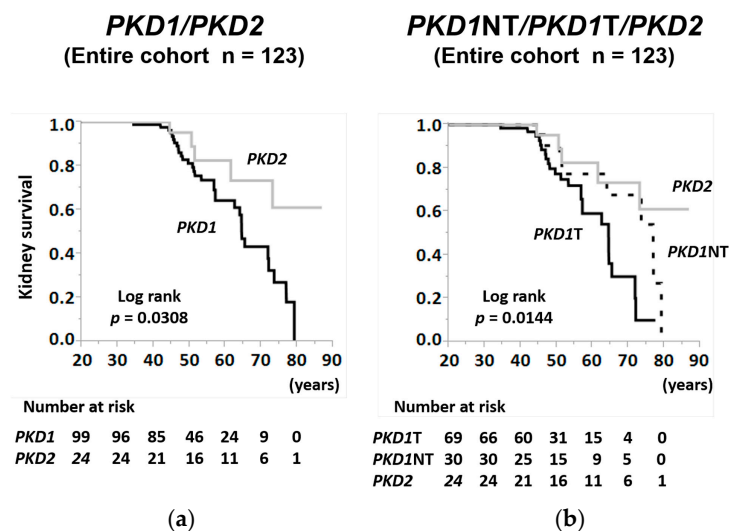 PKD1/PKD2
(Entire cohort n = 123)
1.0
0.8
0.6
0.4
0.2
0.0
Kidney survival
PKD2
PKD1
Log rank
p = 0.0308
20 30 40 50 60 70 80 90
(years)
Number at risk
PKD1 99 96 85 46 24 9 0
PKD2 24 24 21 16 11 6 1
(a)
PKD1NT/PKD1T/PKD2
(Entire cohort n = 123)
1.0
0.8
0.6
0.4
0.2
0.0
PKD2
PKD1T
PKD1NT
Log rank
p = 0.0144
20 30 40 50 60 70 80 90
(years)
Number at risk
PKD1T 69 66 60 31 15 4 0
PKD1NT 30 30 25 15 9 5 0
PKD2 24 24 21 16 11 6 1
(b)